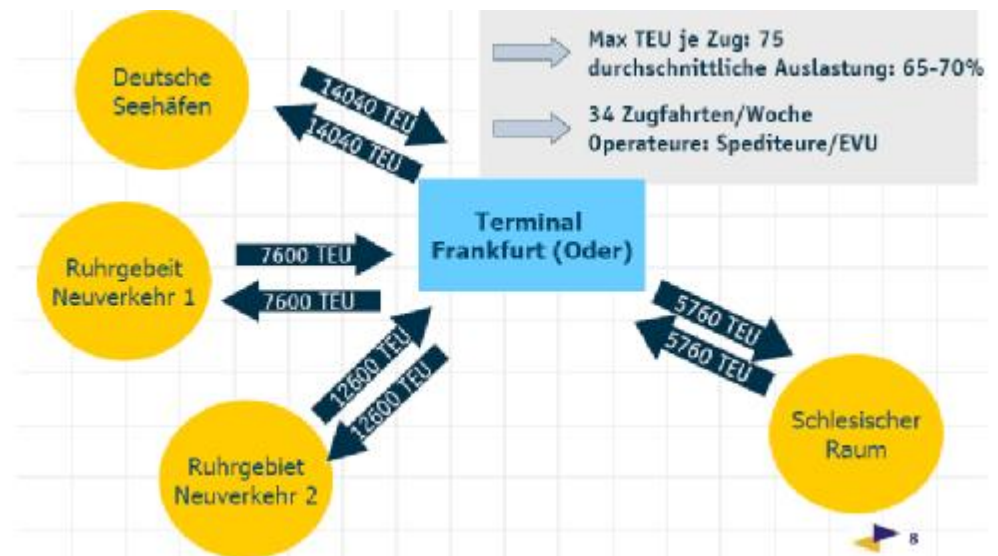 Max TEU je Zug: 75
durchschnittliche Auslastung: 65-70%
34 Zugfahrten/Woche
Operateure: Spediteure/EVU
Deutsche
Seehäfen
14040 TEU
14040 TEU
Terminal
Frankfurt (Oder)
Ruhrgebeit
Neuverkehr 1
7600 TEU
7600 TEU
12600 TEU
12600 TEU
Ruhrgebiet
Neuverkehr 2
5760 TEU
5760 TEU
Schlesischer
Raum
8